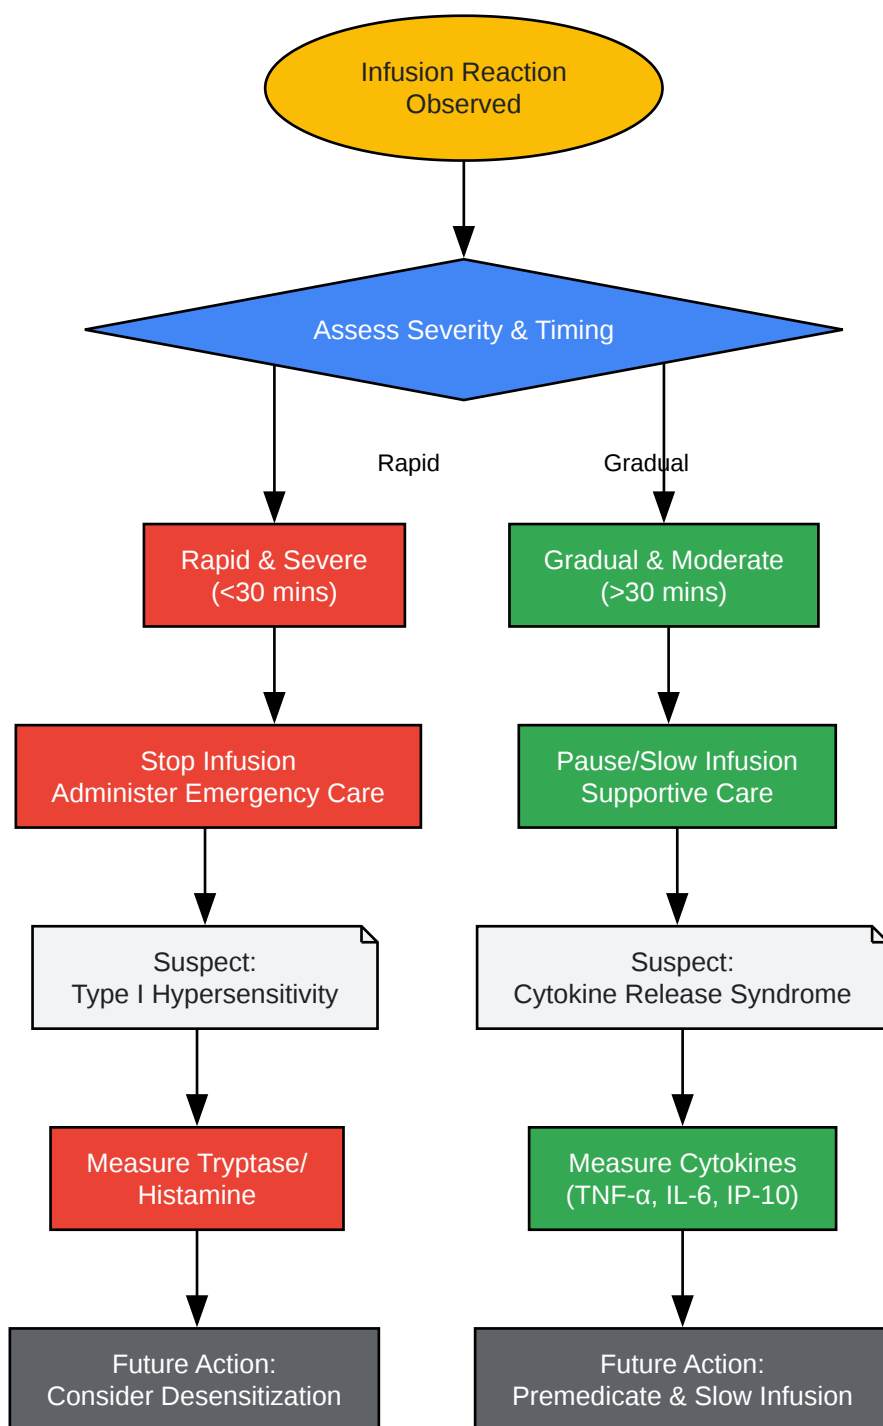 Infusion Reaction
Observed
Assess Severity & Timing
Rapid
Gradual
Rapid & Severe
(<30 mins)
Gradual & Moderate
(>30 mins)
Stop Infusion
Administer Emergency Care
Pause/Slow Infusion
Supportive Care
Suspect:
Type I Hypersensitivity
Suspect:
Cytokine Release Syndrome
Measure Tryptase/
Histamine
Measure Cytokines
(TNF-α, IL-6, IP-10)
Future Action:
Consider Desensitization
Future Action:
Premedicate & Slow Infusion